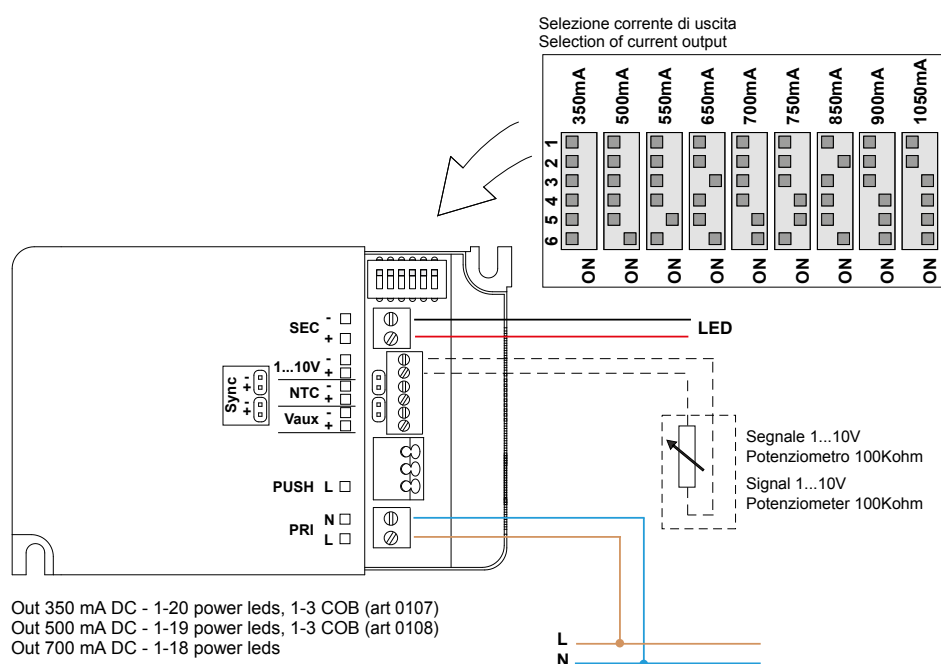 Selezione corrente di uscita
Selection of current output
350mA 500mA 550mA 650mA 700mA 750mA 850mA 900mA 1050mA
1
2
3
4
5
6
ON ON ON ON ON ON ON ON ON
SEC - +
LED
1...10V - +
NTC - +
Vaux - +
Sync + - + -
PUSH L
PRI N L
Segnale 1...10V
Potenziometro 100Kohm
Signal 1...10V
Potenziometer 100Kohm
Out 350 mA DC - 1-20 power leds, 1-3 COB (art 0107)
Out 500 mA DC - 1-19 power leds, 1-3 COB (art 0108)
Out 700 mA DC - 1-18 power leds
L
N